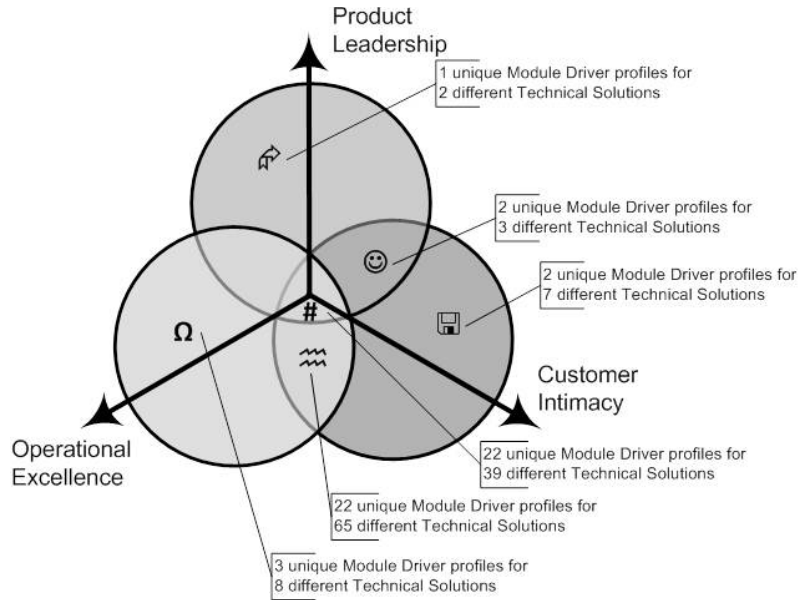 Product
Leadership
1 unique Module Driver profiles for
2 different Technical Solutions
2 unique Module Driver profiles for
3 different Technical Solutions
2 unique Module Driver profiles for
7 different Technical Solutions
#
Ω
Customer
Intimacy
Operational
Excellence
22 unique Module Driver profiles for
39 different Technical Solutions
22 unique Module Driver profiles for
65 different Technical Solutions
3 unique Module Driver profiles for
8 different Technical Solutions